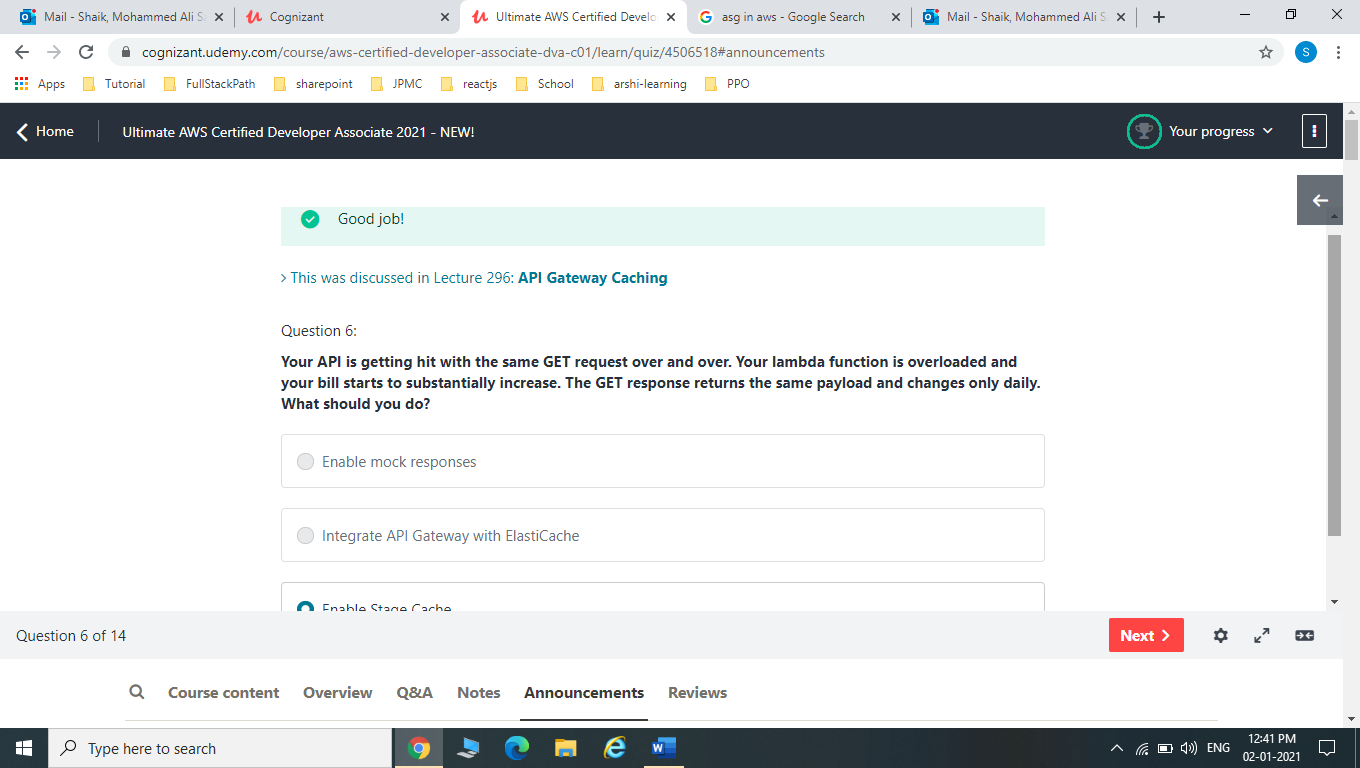 Mail - Shaik, Mohammed Ali S
Cognizant
Ultimate AWS Certified Develo
asg in aws - Google Search
Mail - Shaik, Mohammed Ali S
cognizant.udemy.com/course/aws-certified-developer-associate-dva-c01/learn/quiz/4506518#announcements
S
Apps
Tutorial
FullStackPath
sharepoint
JPMC
reactjs
School
arshi-learning
PPO
Home
Ultimate AWS Certified Developer Associate 2021 - NEW!
Your progress
Good job!
> This was discussed in Lecture 296: API Gateway Caching
Question 6:
Your API is getting hit with the same GET request over and over. Your lambda function is overloaded and
your bill starts to substantially increase. The GET response returns the same payload and changes only daily.
What should you do?
Enable mock responses
Integrate API Gateway with ElastiCache
Enable Stage Cache
Question 6 of 14
Next >
Course content
Overview
Q&A
Notes
Announcements
Reviews
Type here to search
ENG
12:41 PM
02-01-2021